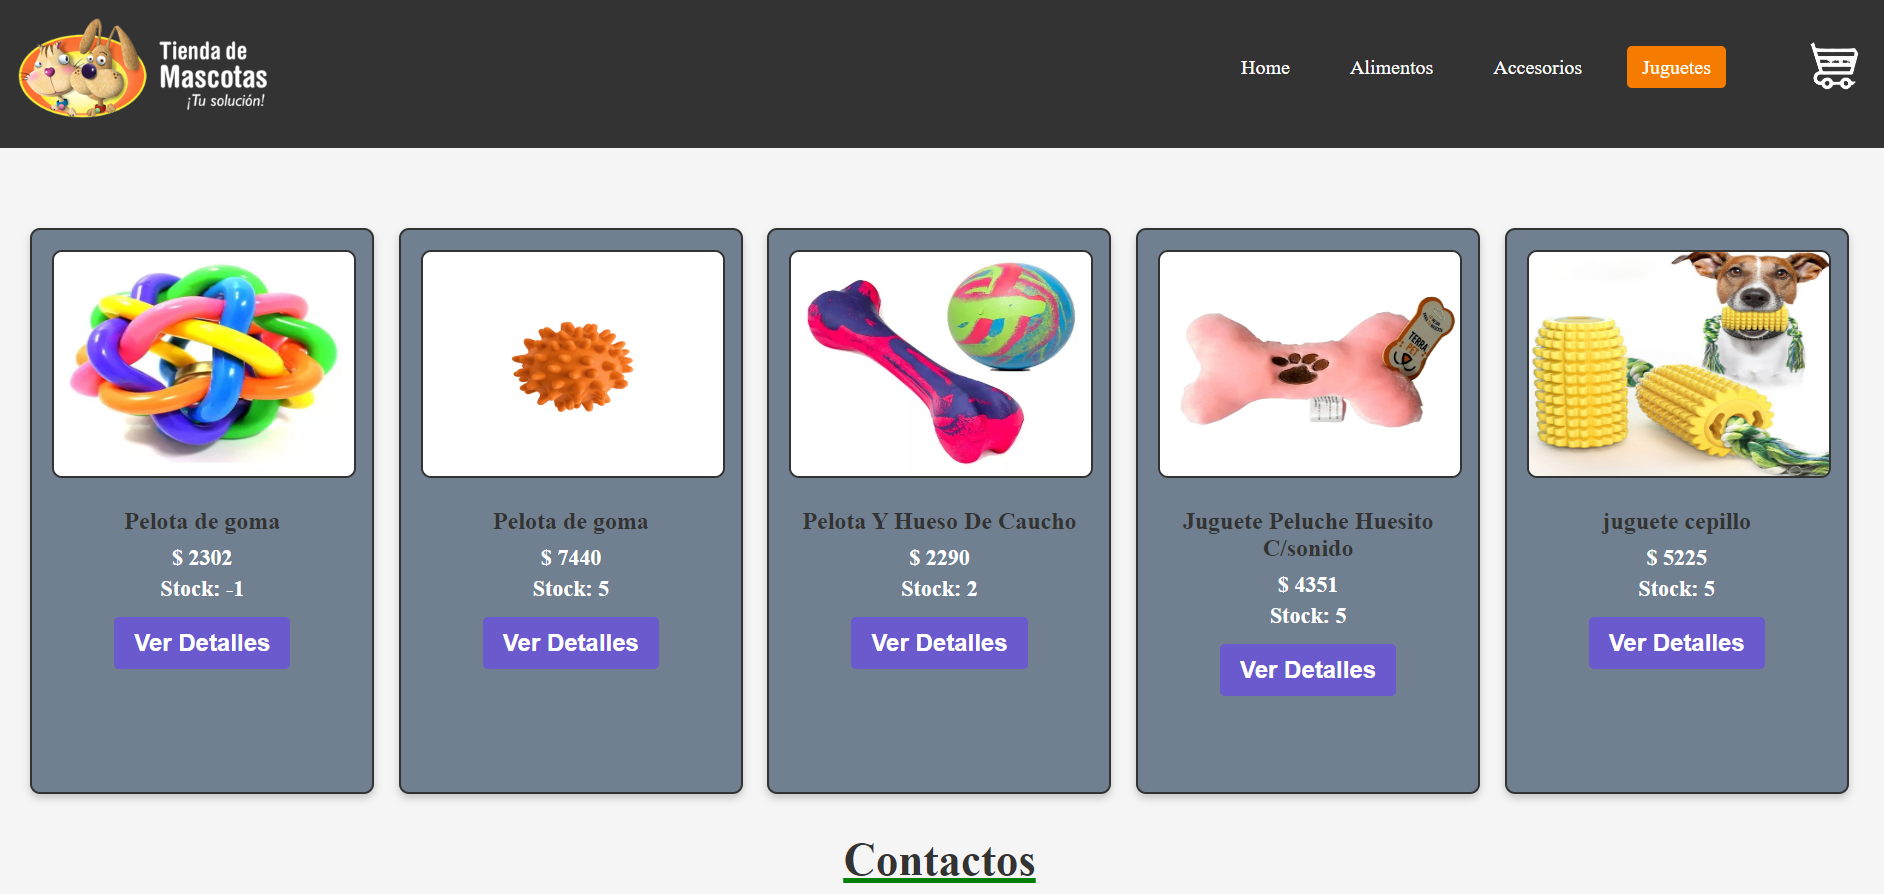 Tienda de
Mascotas
¡Tu solución!
Home
Alimentos
Accesorios
Juguetes
TERRA
PET
Pelota de goma
$ 2302
Stock: -1
Ver Detalles
Pelota de goma
$ 7440
Stock: 5
Ver Detalles
Pelota Y Hueso De Caucho
$ 2290
Stock: 2
Ver Detalles
Juguete Peluche Huesito
C/sonido
$ 4351
Stock: 5
Ver Detalles
juguete cepillo
$ 5225
Stock: 5
Ver Detalles
Contactos